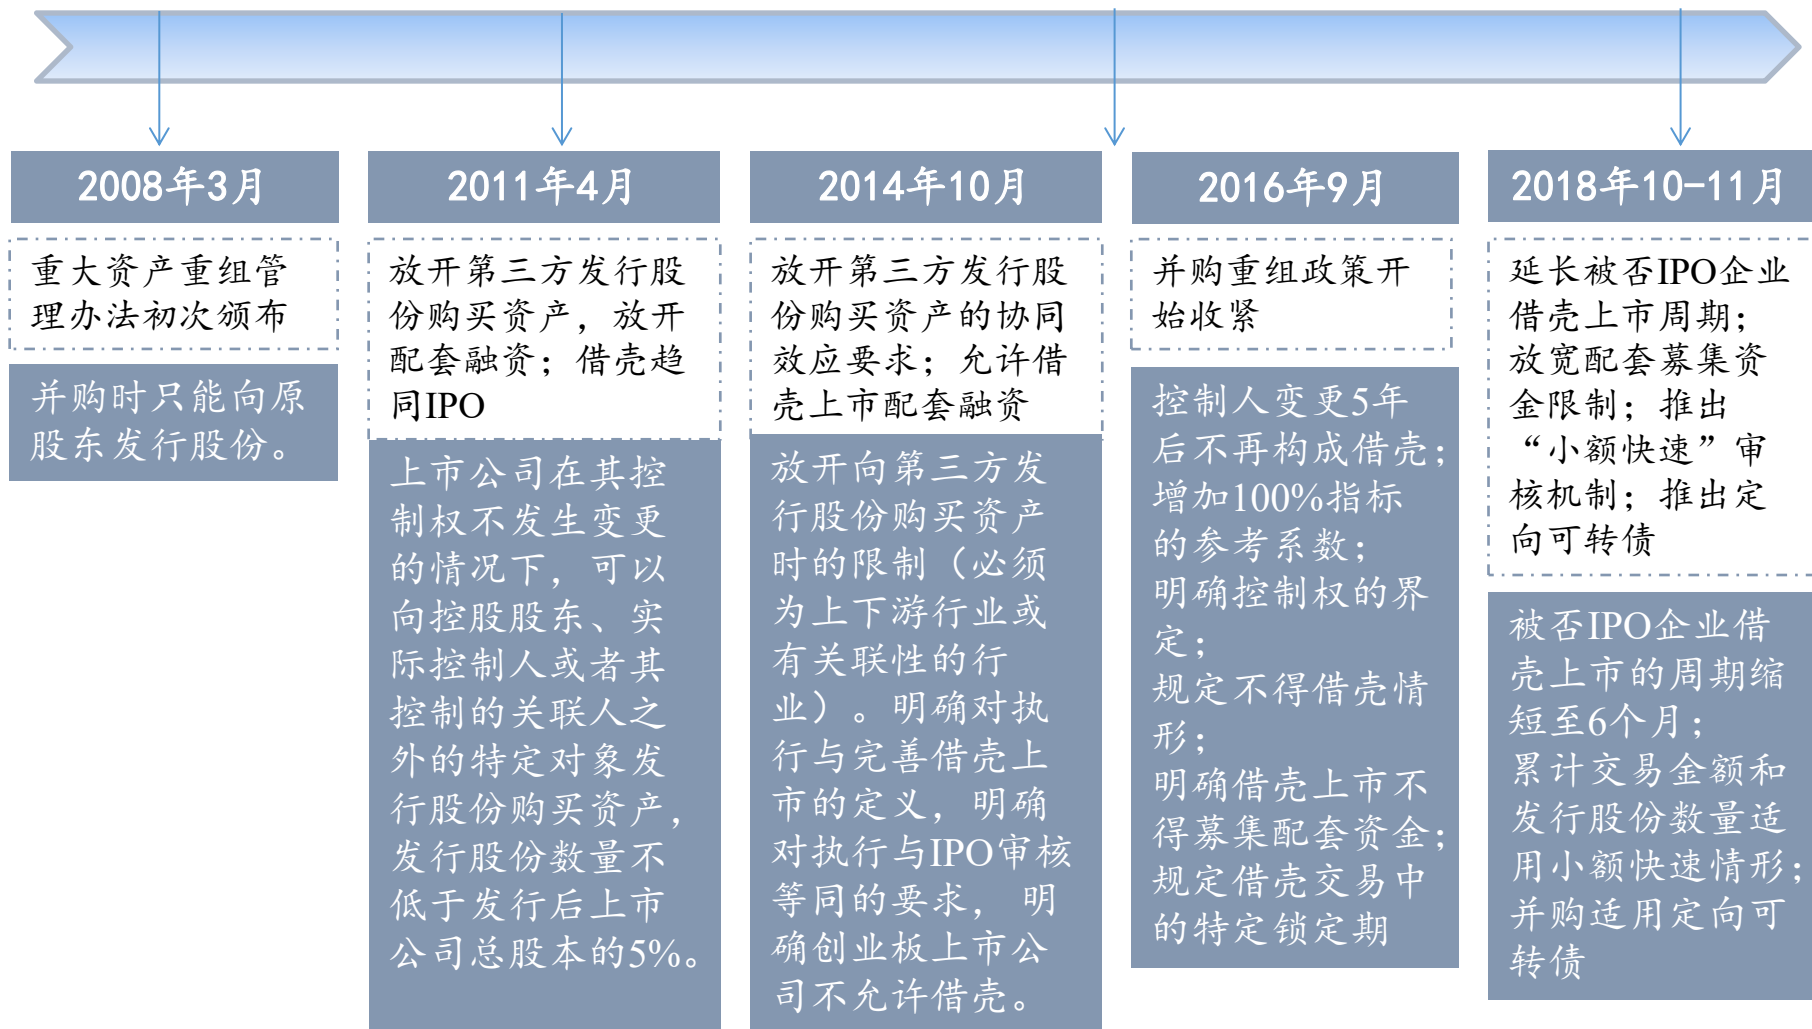 2008年3月
重大资产重组管
理办法初次颁布
并购时只能向原
股东发行股份。
2011年4月
放开第三方发行股
份购买资产，放开
配套融资；借壳趋
同IPO
上市公司在其控
制权不发生变更
的情况下，可以
向控股股东、实
际控制人或者其
控制的关联人之
外的特定对象发
行股份购买资产，
发行股份数量不
低于发行后上市
公司总股本的5%。
2014年10月
放开第三方发行股
份购买资产的协同
效应要求；允许借
壳上市配套融资
放开向第三方发
行股份购买资产
时的限制（必须
为上下游行业或
有关联性的行
业）。明确对执
行与完善借壳上
市的定义，明确
对执行与IPO审核
等同的要求， 明
确创业板上市公
司不允许借壳。
2016年9月
并购重组政策开
始收紧
控制人变更5年
后不再构成借壳；
增加100%指标
的参考系数；
明确控制权的界
定；
规定不得借壳情
形；
明确借壳上市不
得募集配套资金；
规定借壳交易中
的特定锁定期
2018年10-11月
延长被否IPO企业
借壳上市周期；
放宽配套募集资
金限制；推出
“小额快速”审
核机制；推出定
向可转债
被否IPO企业借
壳上市的周期缩
短至6个月；
累计交易金额和
发行股份数量适
用小额快速情形；
并购适用定向可
转债